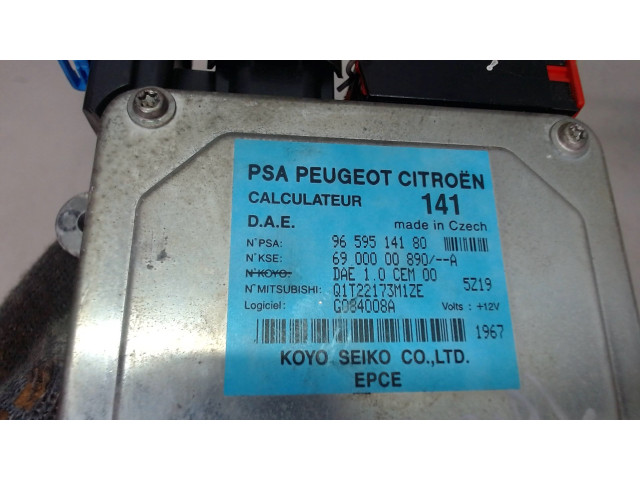 PSA PEUGEOT CITROËN
CALCULATEUR 141
D.A.E. made in Czech
N°PSA: 96 595 141 80
N°KSE: 69 000 00 890/--A
N°KOYO: DAE 1.0 CEM 00
N°MITSUBISHI: Q1T22173M1ZE 5Z19
Logiciel: G084008A Volts : +12V
1967
KOYO SEIKO CO.,LTD.
EPCE